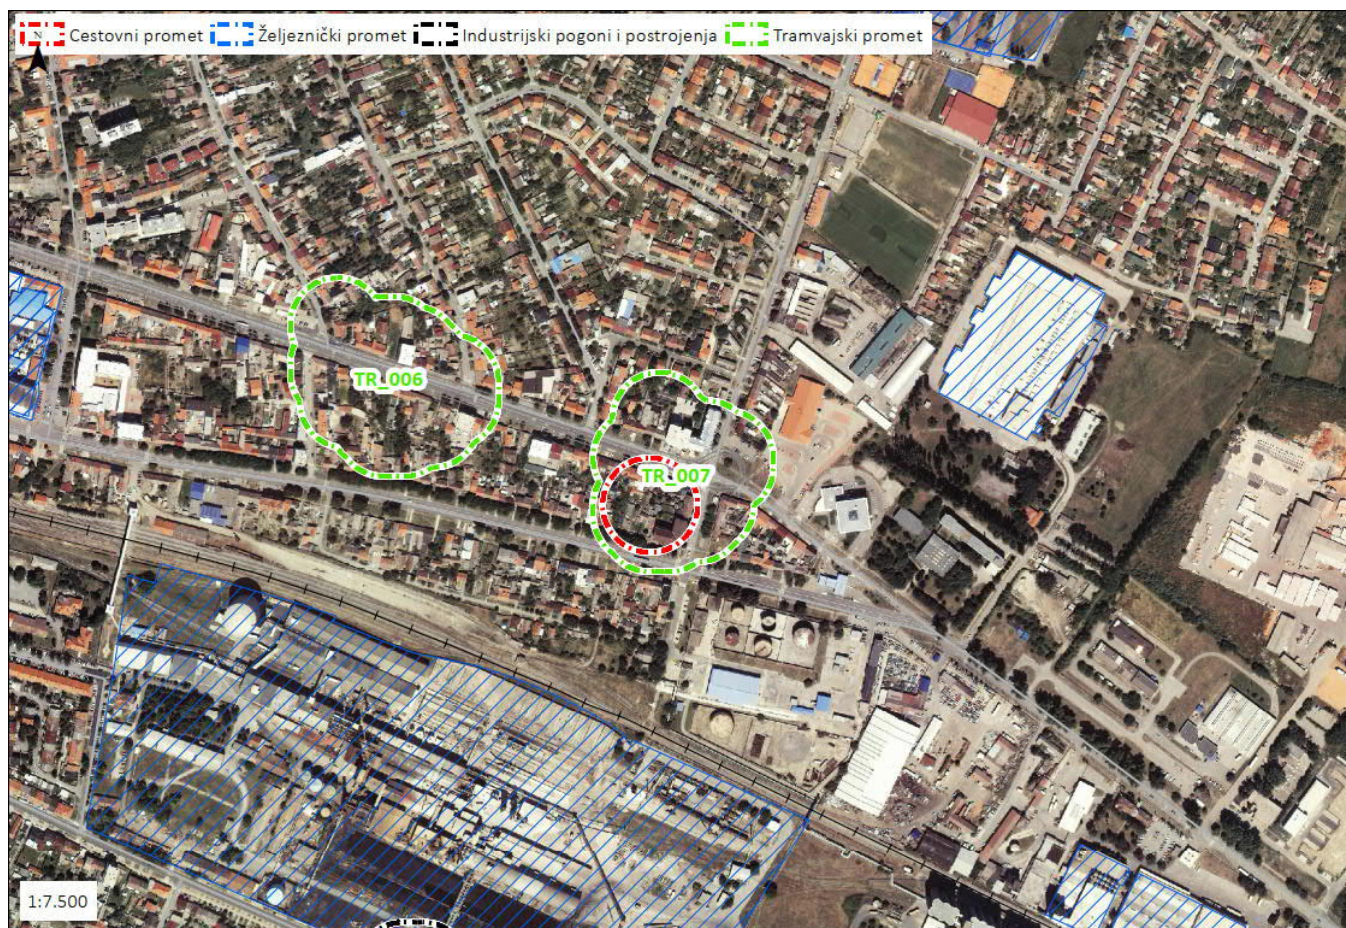 N
Cestovni promet Željeznički promet Industrijski pogoni i postrojenja Tramvajski promet
TR_006
TR_007
1:7.500